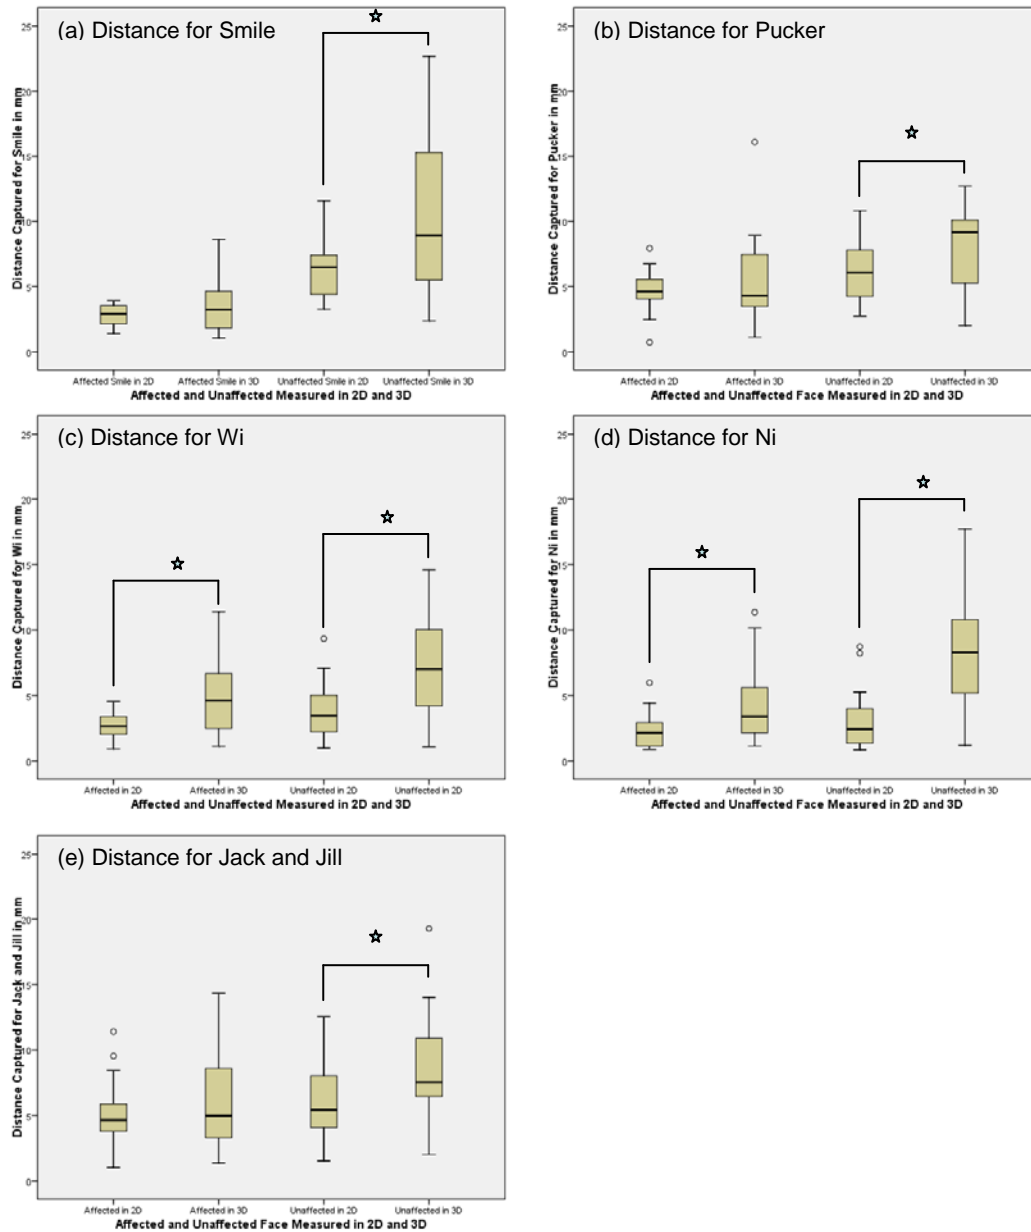 (a) Distance for Smile
Distance Captured for Smile in mm
25
20
15
10
5
0
Affected Smile in 2D Affected Smile in 3D Unaffected Smile in 2D Unaffected Smile in 3D
Affected and Unaffected Measured in 2D and 3D
(b) Distance for Pucker
Distance Captured for Pucker in mm
25
20
15
10
5
0
Affected in 2D Affected in 3D Unaffected in 2D Unaffected in 3D
Affected and Unaffected Face Measured in 2D and 3D
(c) Distance for Wi
Distance Captured for Wi in mm
25
20
15
10
5
0
Affected in 2D Affected in 3D Unaffected in 2D Unaffected in 2D
Affected and Unaffected Measured in 2D and 3D
(d) Distance for Ni
Distance Captured for Ni in mm
25
20
15
10
5
0
Affected in 2D Affected in 3D Unaffected in 2D Unaffected in 3D
Affected and Unaffected Face Measured in 2D and 3D
(e) Distance for Jack and Jill
Distance Captured for Jack and Jill in mm
25
20
15
10
5
0
Affected in 2D Affected in 3D Unaffected in 2D Unaffected in 3D
Affected and Unaffected Face Measured in 2D and 3D